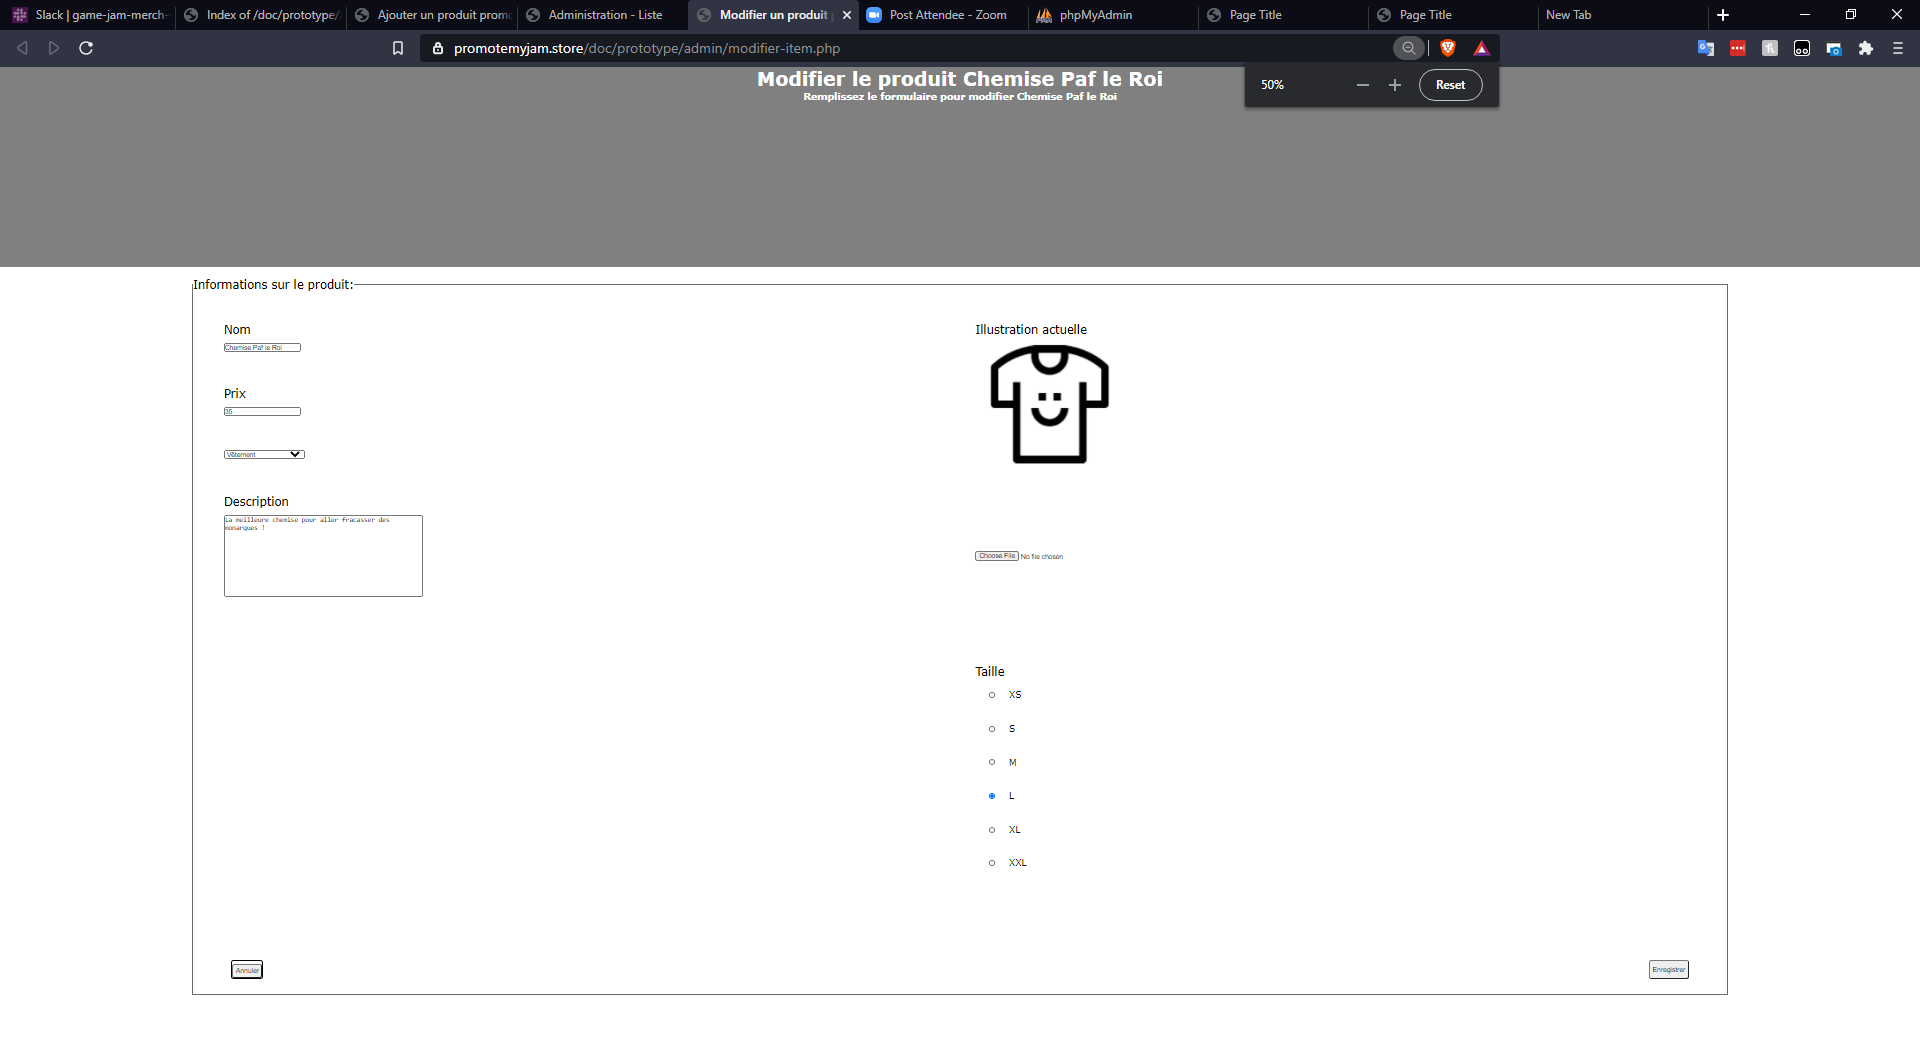 Slack | game-jam-merch-
Index of /doc/prototype/
Ajouter un produit promo
Administration - Liste
Modifier un produit
Post Attendee - Zoom
phpMyAdmin
Page Title
Page Title
New Tab
promotemyjam.store/doc/prototype/admin/modifier-item.php
50%
Reset
Modifier le produit Chemise Paf le Roi
Remplissez le formulaire pour modifier Chemise Paf le Roi
Informations sur le produit:
Nom
Chemise Paf le Roi
Prix
35
Vêtement
Description
La meilleure chemise pour aller fracasser des
monarques !
Illustration actuelle
Choose File No file chosen
Taille
XS
S
M
L
XL
XXL
Annuler
Enregistrer